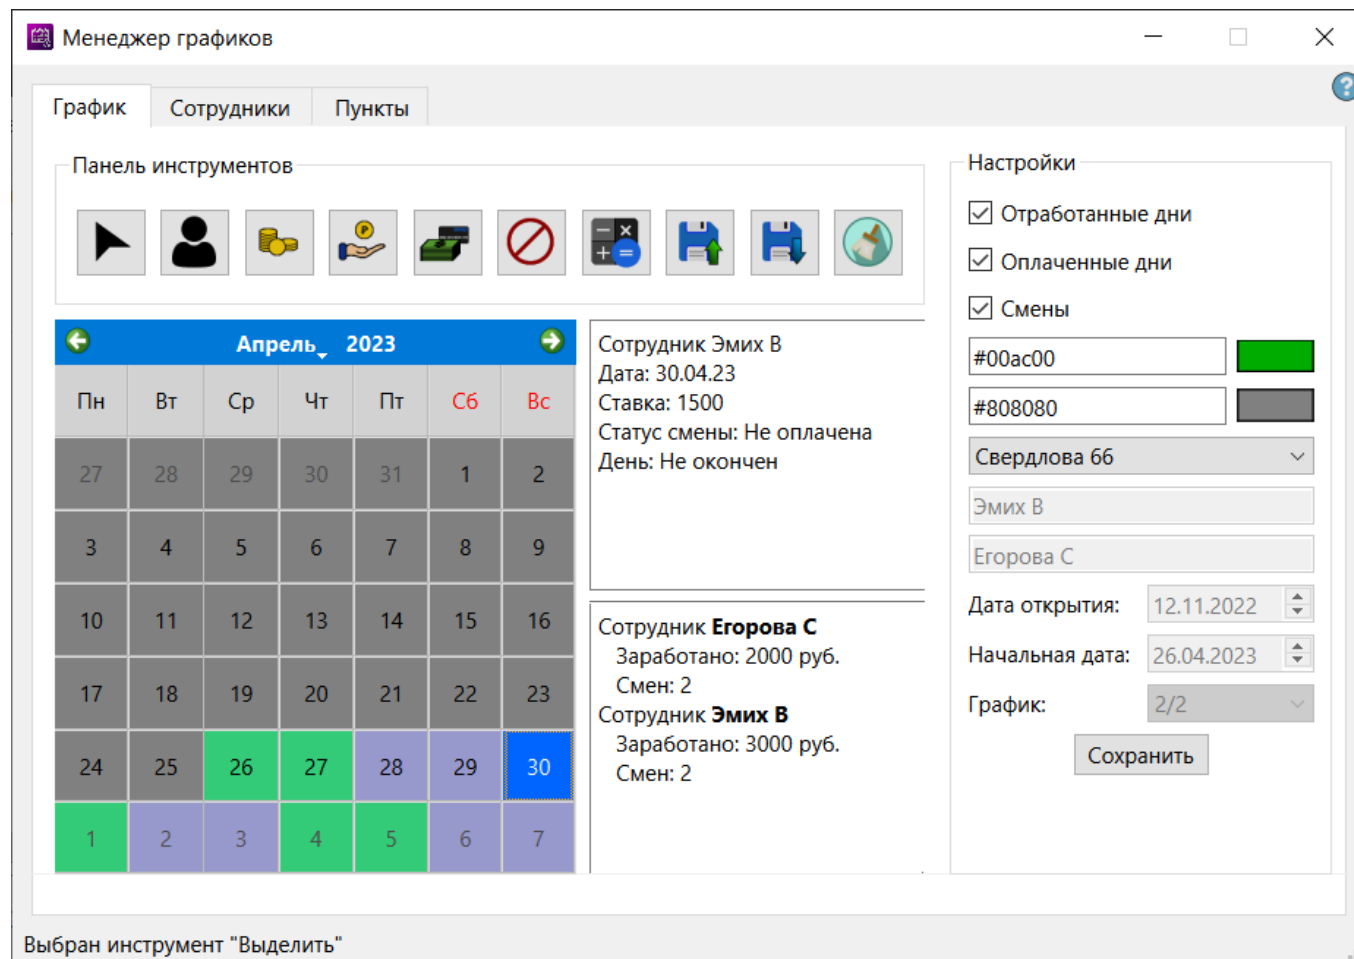 Менеджер графиков
График Сотрудники Пункты
?
Панель инструментов
Настройки
Отработанные дни
Оплаченные дни
Смены
#00ac00
#808080
Свердлова 66
Эмих В
Егорова С
Дата открытия: 12.11.2022
Начальная дата: 26.04.2023
График: 2/2
Сохранить
Апрель 2023
Пн Вт Ср Чт Пт Сб Вс
27 28 29 30 31 1 2
3 4 5 6 7 8 9
10 11 12 13 14 15 16
17 18 19 20 21 22 23
24 25 26 27 28 29 30
1 2 3 4 5 6 7
Сотрудник Эмих В
Дата: 30.04.23
Ставка: 1500
Статус смены: Не оплачена
День: Не окончен
Сотрудник Егорова С
Заработано: 2000 руб.
Смен: 2
Сотрудник Эмих В
Заработано: 3000 руб.
Смен: 2
Выбран инструмент "Выделить"